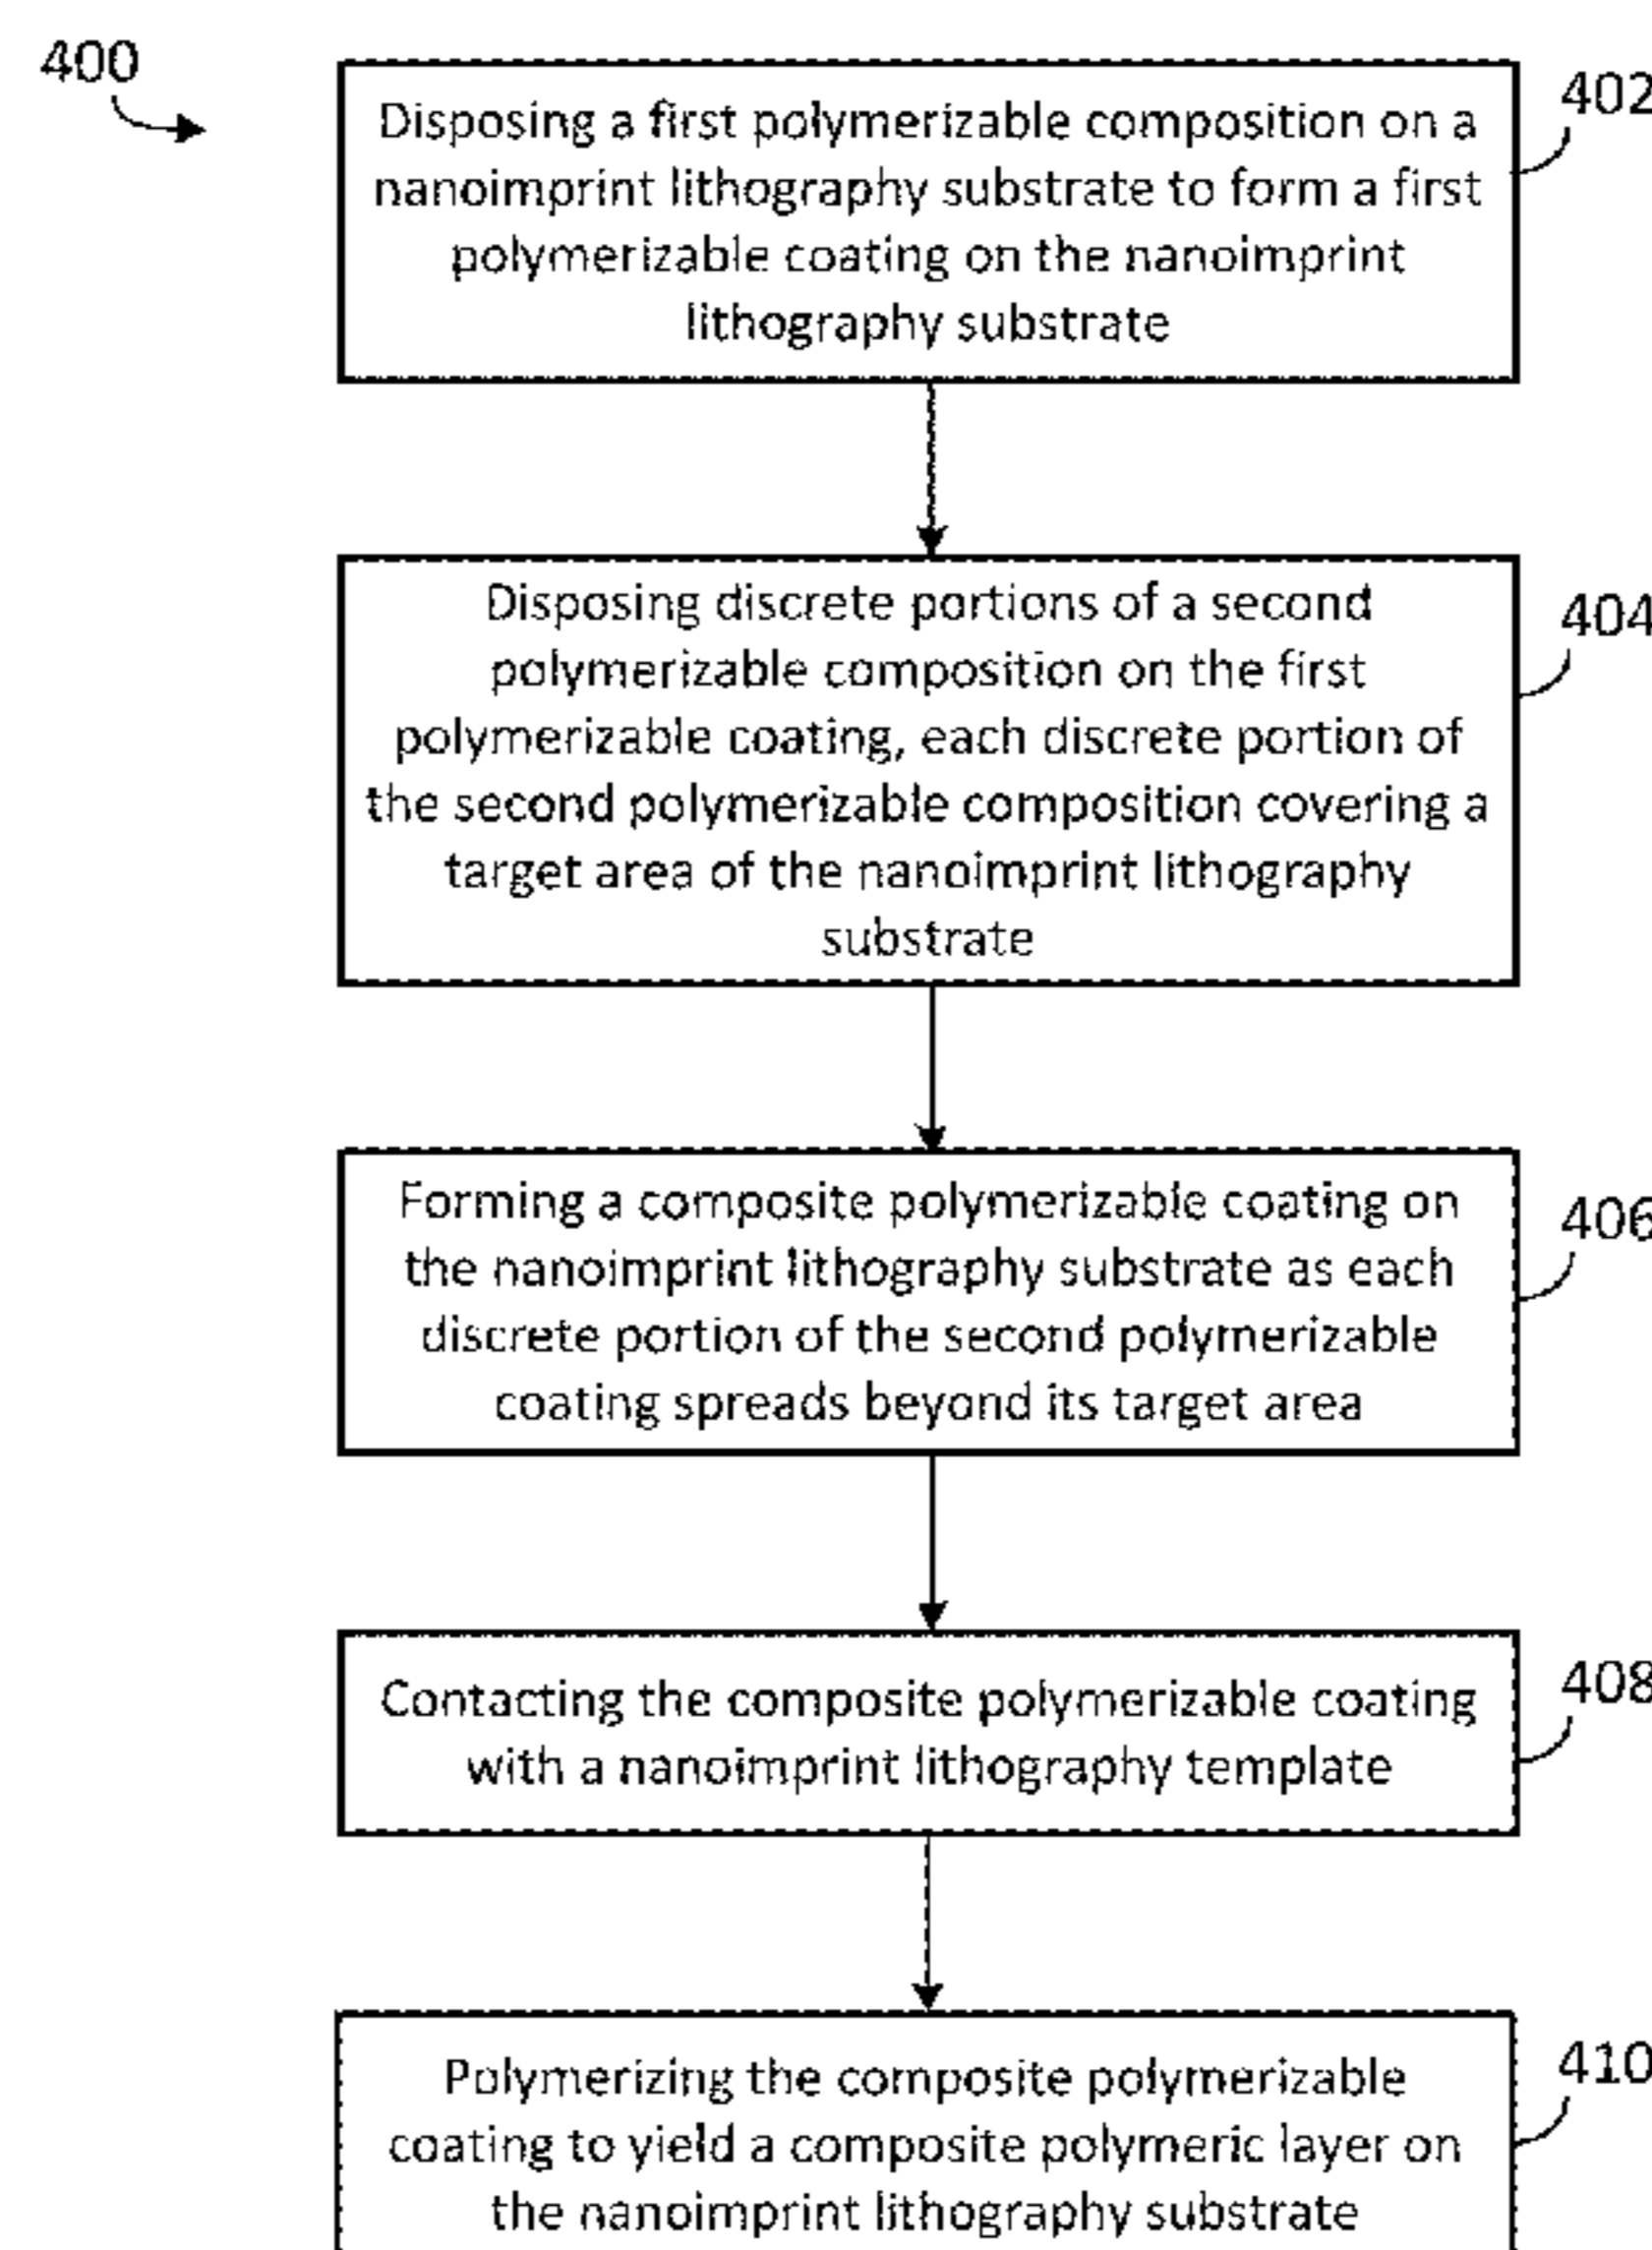 400
Disposing a first polymerizable composition on a
nanoimprint lithography substrate to form a first
polymerizable coating on the nanoimprint
lithography substrate
402
Disposing discrete portions of a second
polymerizable composition on the first
polymerizable coating, each discrete portion of
the second polymerizable composition covering a
target area of the nanoimprint lithography
substrate
404
Forming a composite polymerizable coating on
the nanoimprint lithography substrate as each
discrete portion of the second polymerizable
coating spreads beyond its target area
406
Contacting the composite polymerizable coating
with a nanoimprint lithography template
408
Polymerizing the composite polymerizable
coating to yield a composite polymeric layer on
the nanoimprint lithography substrate
410